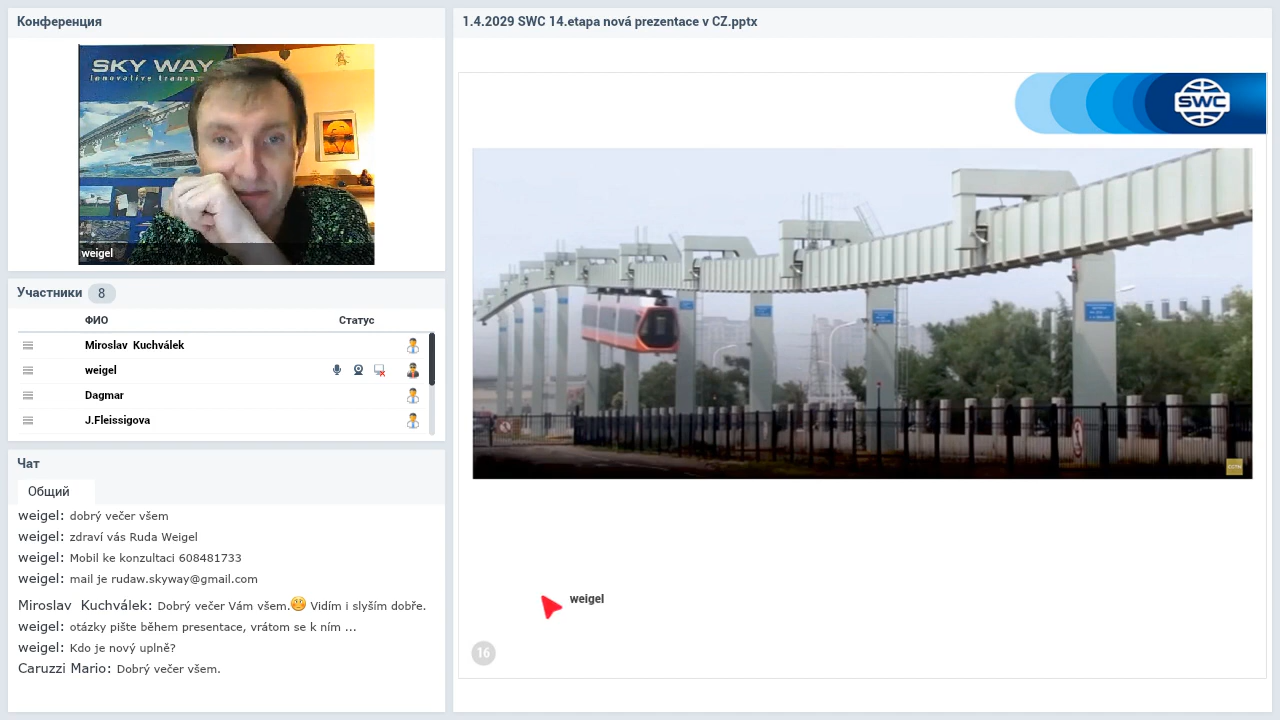 Конференция
SKY WAY
weigel
Участники 8
ФИО Статус
Miroslav Kuchválek
weigel
Dagmar
J.Fleissigova
Чат
Общий
weigel: dobrý večer všem
weigel: zdraví vás Ruda Weigel
weigel: Mobil ke konzultaci 608481733
weigel: mail je rudaw.skyway@gmail.com
Miroslav Kuchválek: Dobrý večer Vám všem. Vidím i slyším dobře.
weigel: otázky pište během presentace, vrátom se k ním ...
weigel: Kdo je nový uplně?
Caruzzi Mario: Dobrý večer všem.
1.4.2029 SWC 14.etapa nová prezentace v CZ.pptx
SWC
CGTN
weigel
16